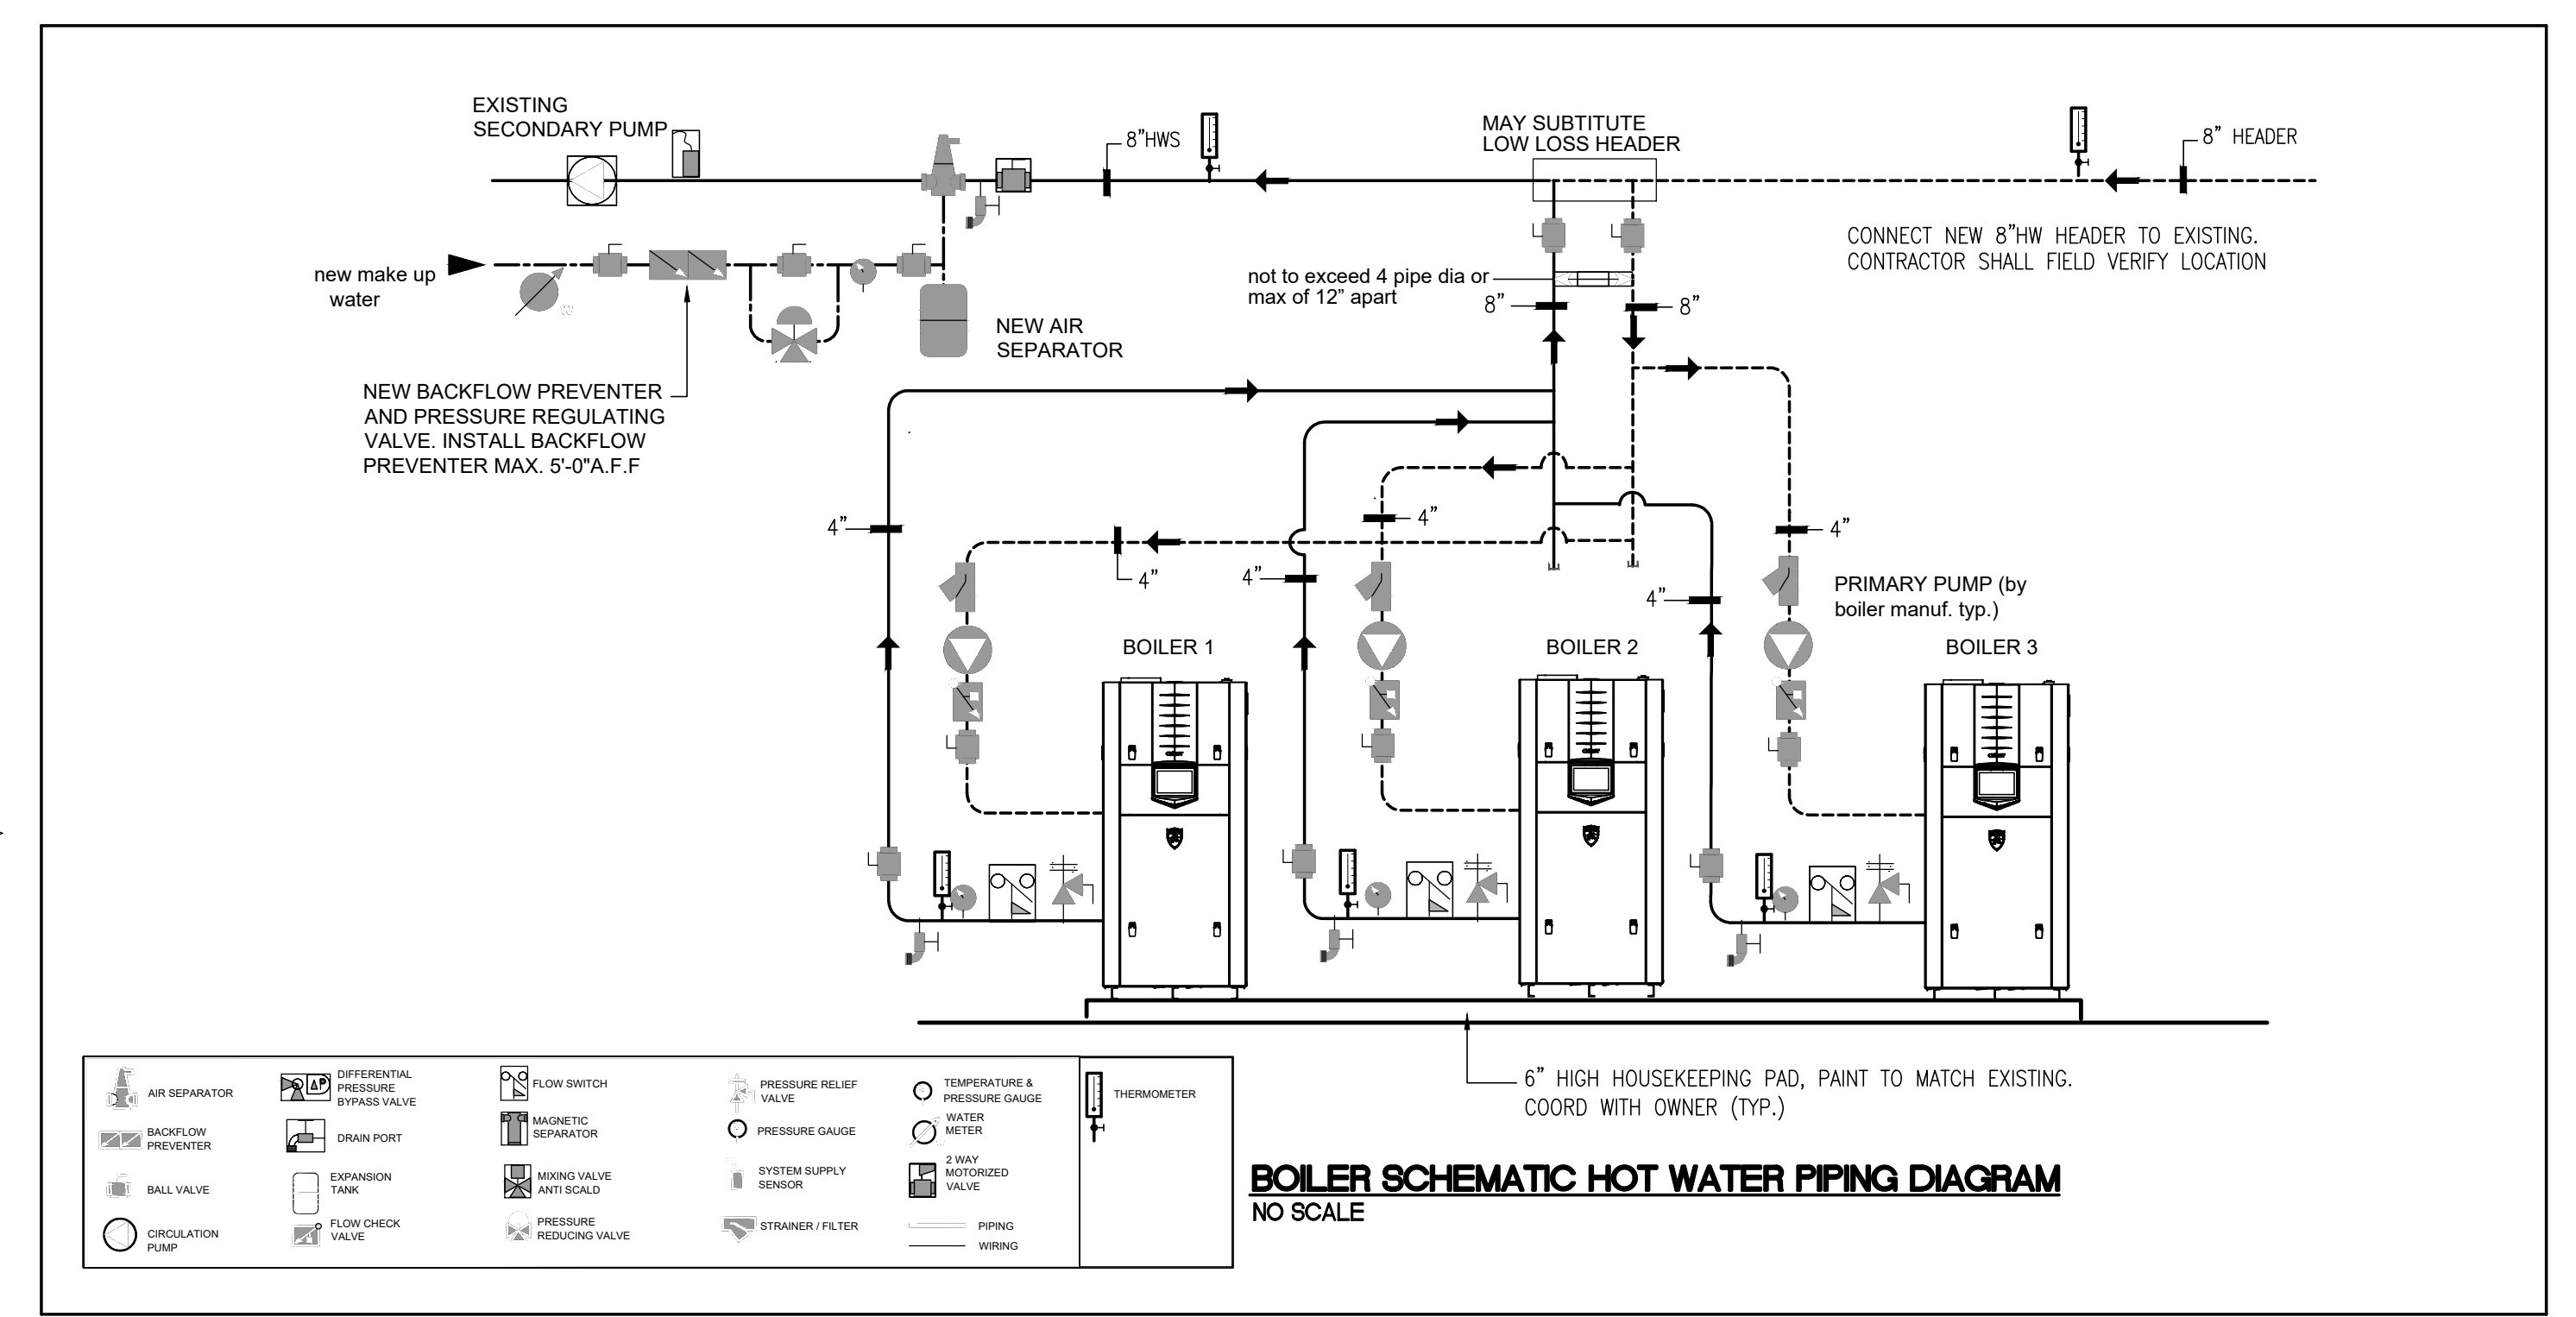 EXISTING
SECONDARY PUMP
8”HWS
MAY SUBTITUTE
LOW LOSS HEADER
8” HEADER
CONNECT NEW 8”HW HEADER TO EXISTING.
CONTRACTOR SHALL FIELD VERIFY LOCATION
new make up
water
W
not to exceed 4 pipe dia or
max of 12” apart
8”
8”
NEW AIR
SEPARATOR
NEW BACKFLOW PREVENTER
AND PRESSURE REGULATING
VALVE. INSTALL BACKFLOW
PREVENTER MAX. 5'-0"A.F.F
4”
4”
4”
4”
4”
4”
PRIMARY PUMP (by
boiler manuf. typ.)
BOILER 1
BOILER 2
BOILER 3
6” HIGH HOUSEKEEPING PAD, PAINT TO MATCH EXISTING.
COORD WITH OWNER (TYP.)
AIR SEPARATOR
BACKFLOW
PREVENTER
BALL VALVE
CIRCULATION
PUMP
ΔP
DIFFERENTIAL
PRESSURE
BYPASS VALVE
DRAIN PORT
EXPANSION
TANK
FLOW CHECK
VALVE
FLOW SWITCH
MAGNETIC
SEPARATOR
MIXING VALVE
ANTI SCALD
PRESSURE
REDUCING VALVE
PRESSURE RELIEF
VALVE
PRESSURE GAUGE
SYSTEM SUPPLY
SENSOR
STRAINER / FILTER
TEMPERATURE &
PRESSURE GAUGE
WATER
METER
2 WAY
MOTORIZED
VALVE
PIPING
WIRING
THERMOMETER
BOILER SCHEMATIC HOT WATER PIPING DIAGRAM
NO SCALE